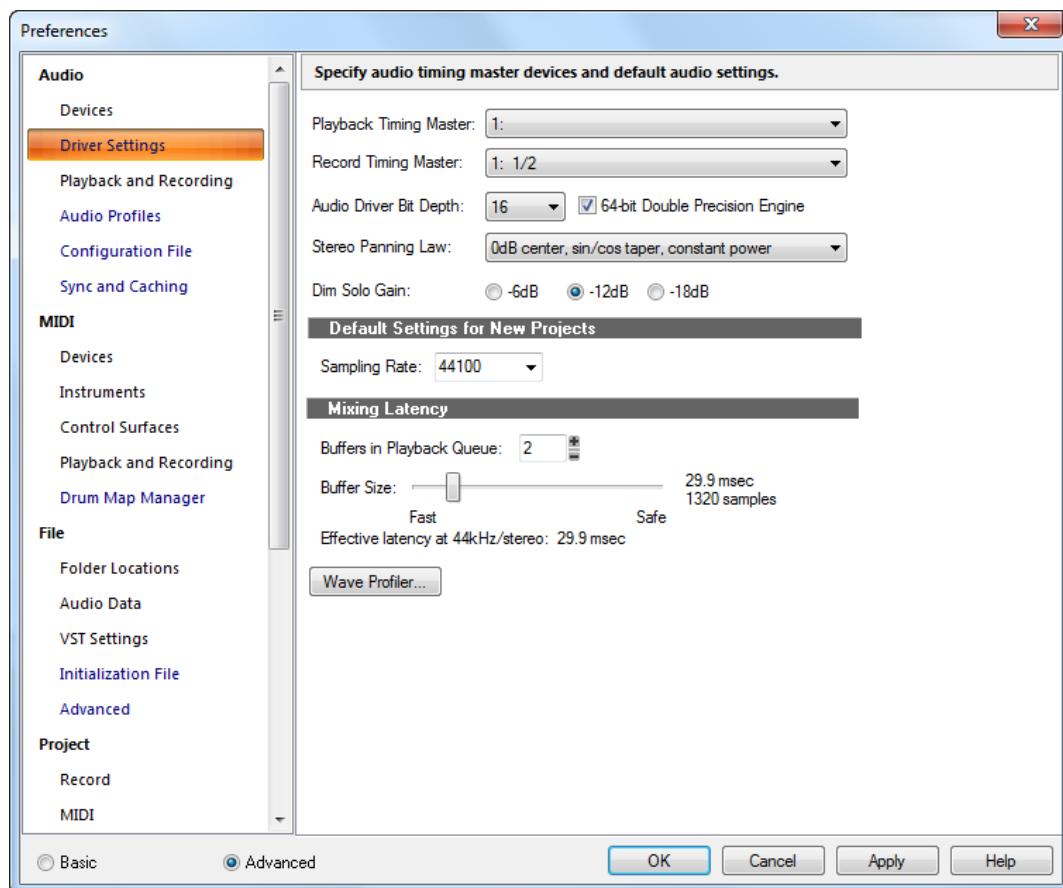 Preferences
Audio
Devices
Driver Settings
Playback and Recording
Audio Profiles
Configuration File
Sync and Caching
MIDI
Devices
Instruments
Control Surfaces
Playback and Recording
Drum Map Manager
File
Folder Locations
Audio Data
VST Settings
Initialization File
Advanced
Project
Record
MIDI
Specify audio timing master devices and default audio settings.
Playback Timing Master: 1:
Record Timing Master: 1: 1/2
Audio Driver Bit Depth: 16 64-bit Double Precision Engine
Stereo Panning Law: 0dB center, sin/cos taper, constant power
Dim Solo Gain: -6dB -12dB -18dB
Default Settings for New Projects
Sampling Rate: 44100
Mixing Latency
Buffers in Playback Queue: 2
Buffer Size: 29.9 msec
1320 samples
Fast Safe
Effective latency at 44kHz/stereo: 29.9 msec
Wave Profiler...
Basic Advanced OK Cancel Apply Help